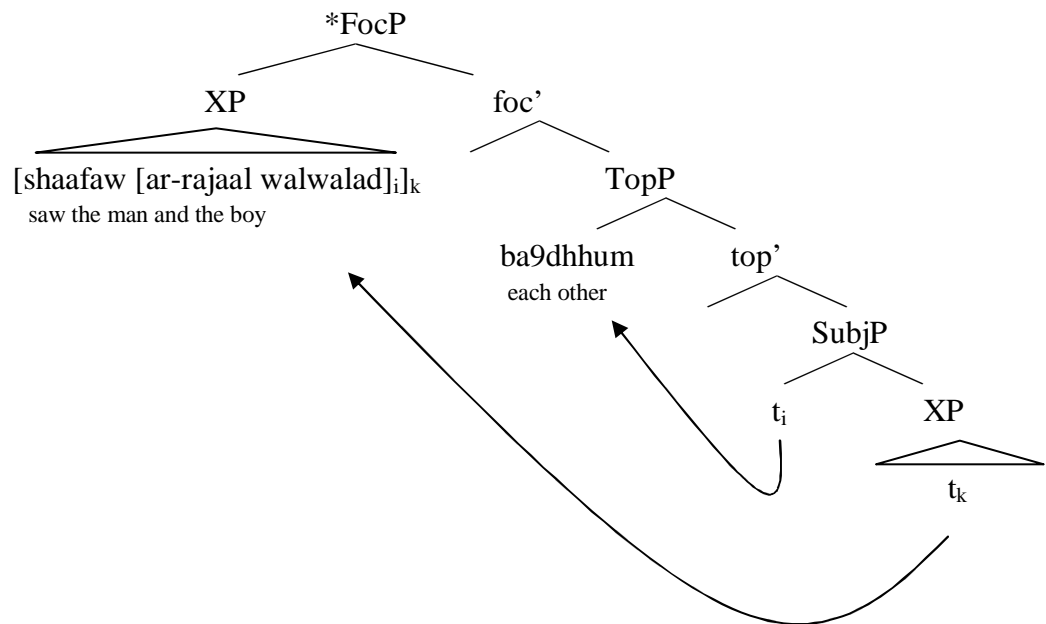 *FocP
XP foc’
[shaafaw [ar-rajaal walwalad]i]k TopP
saw the man and the boy
ba9dhhum top’
each other
SubjP
ti XP
tk